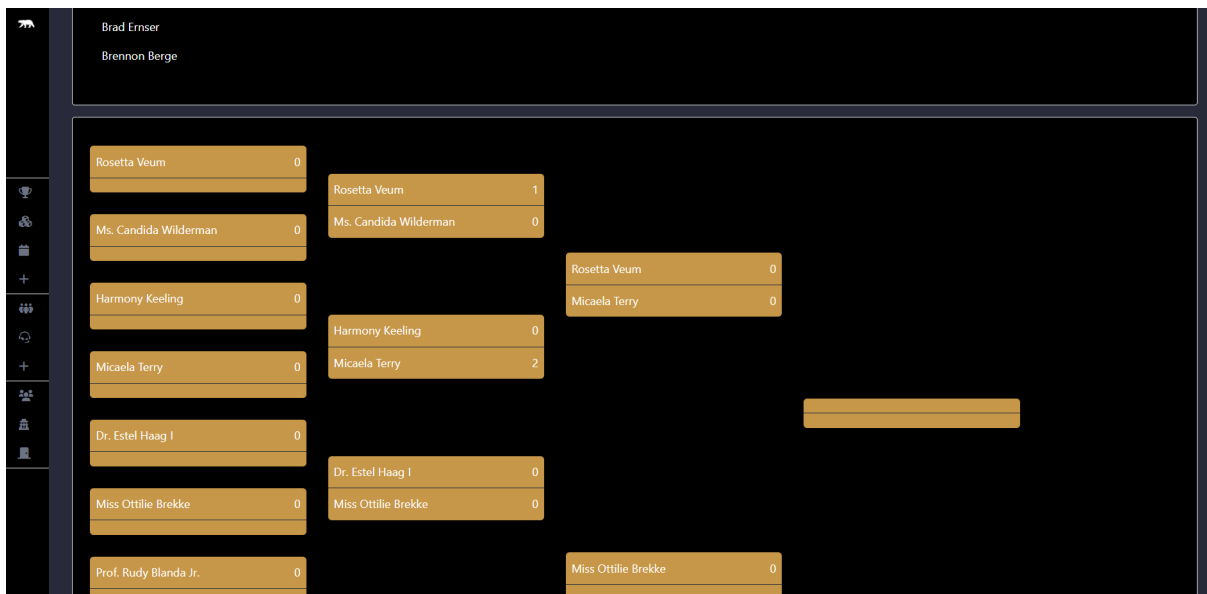 Brad Ernser
Brennon Berge
Rosetta Veum 0
Ms. Candida Wilderman 0
Harmony Keeling 0
Micaela Terry 0
Dr. Estel Haag I 0
Miss Ottilie Brekke 0
Prof. Rudy Blanda Jr. 0
Rosetta Veum 1
Ms. Candida Wilderman 0
Harmony Keeling 0
Micaela Terry 2
Dr. Estel Haag I 0
Miss Ottilie Brekke 0
Rosetta Veum 0
Micaela Terry 0
Miss Ottilie Brekke 0